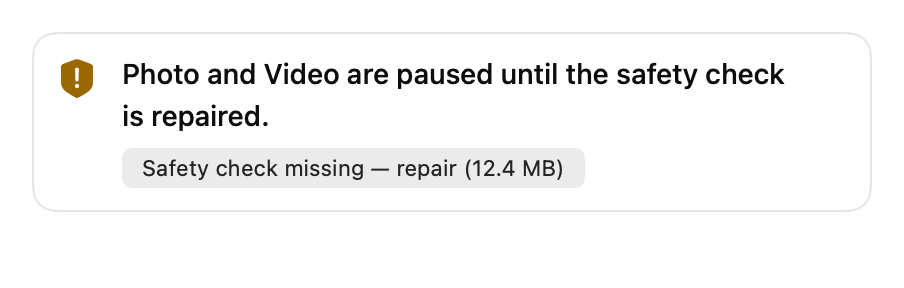 Photo and Video are paused until the safety check
is repaired.
Safety check missing — repair (12.4 MB)